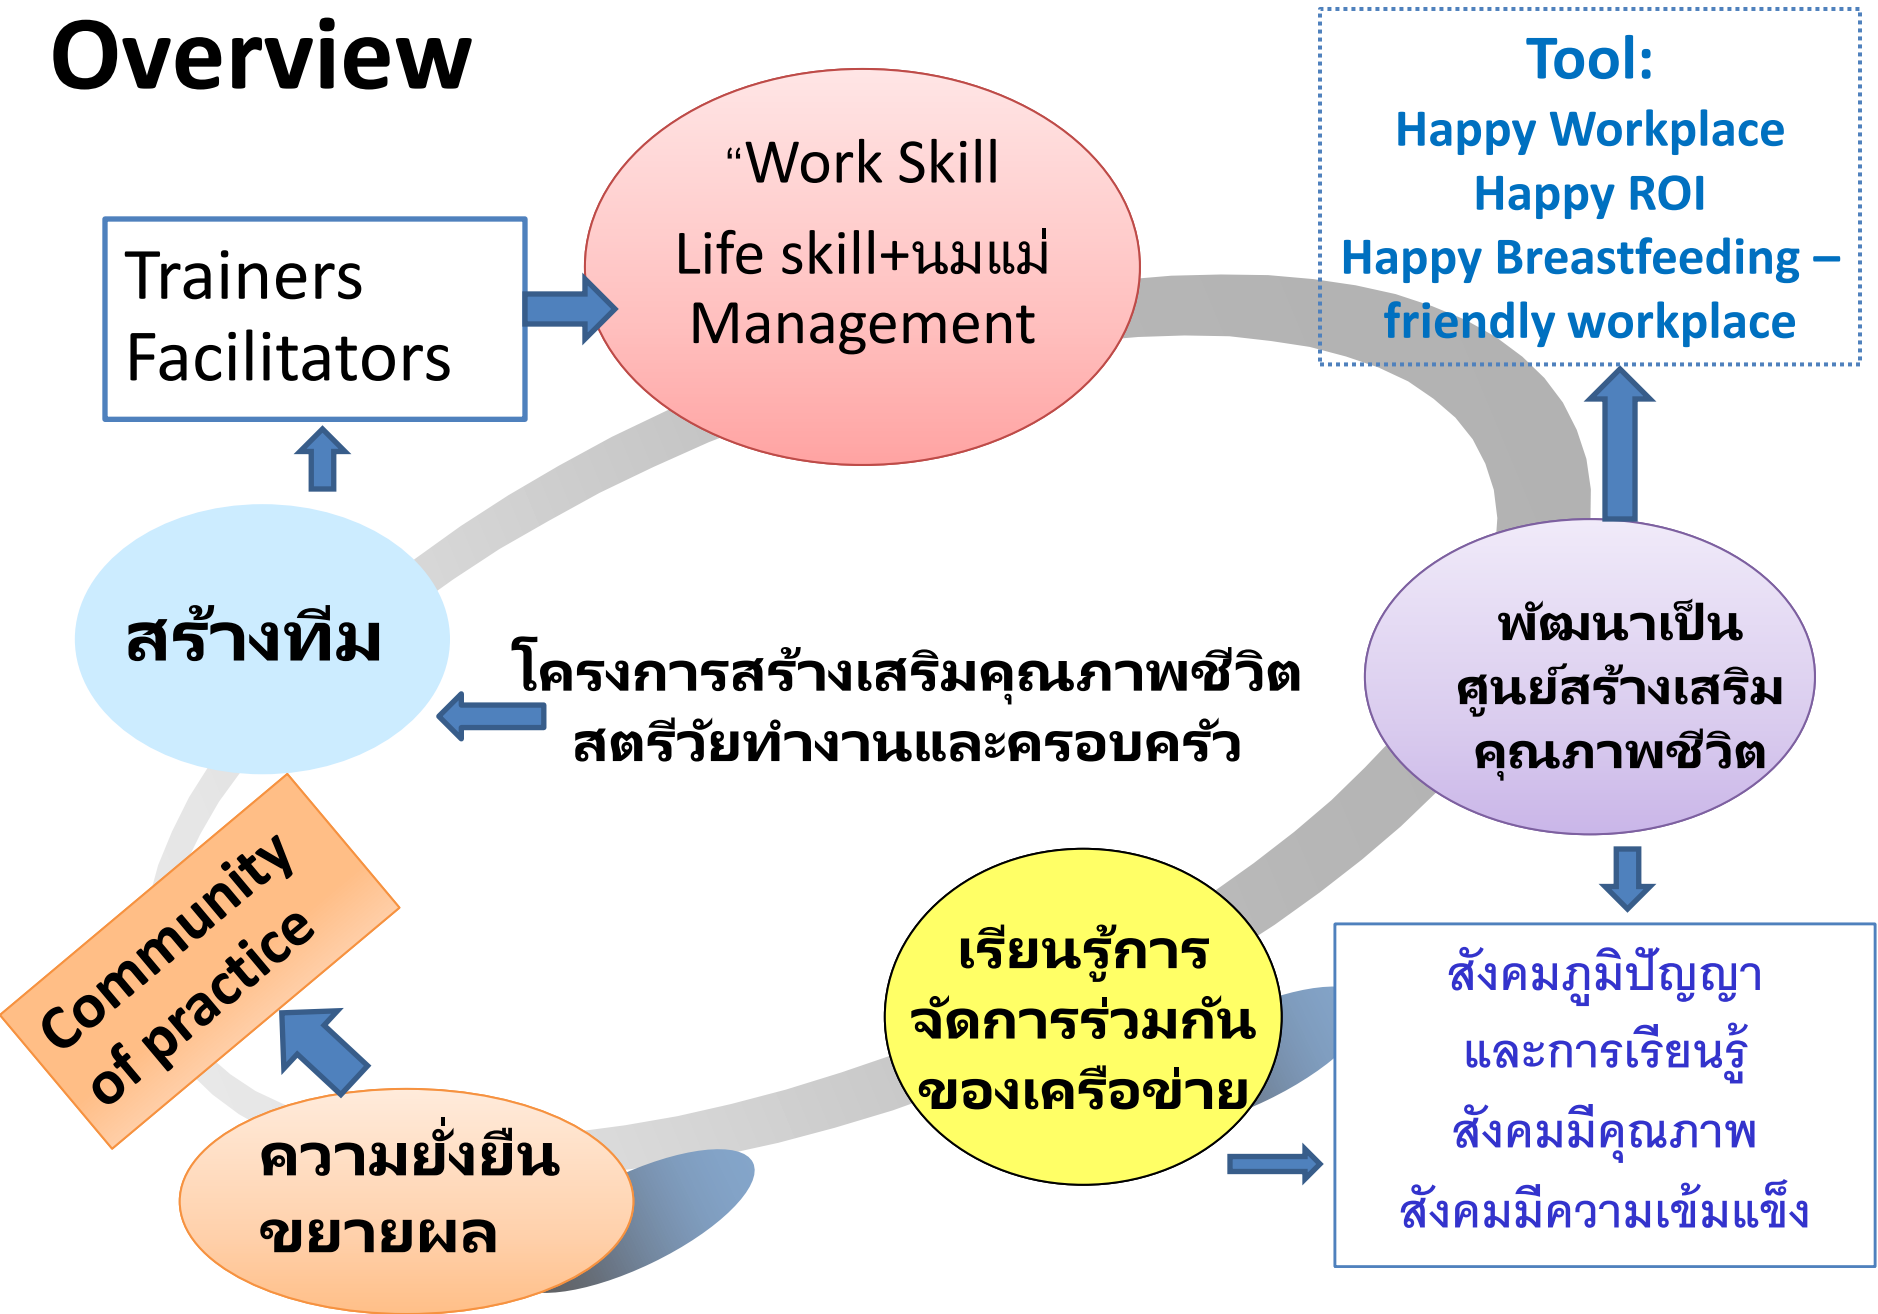 Overview
Tool:
Happy Workplace
Happy ROI
Happy Breastfeeding –
friendly workplace
“Work Skill
Life skill+นมแม่
Management
Trainers
Facilitators
สร้างทีม
โครงการสร้างเสริมคุณภาพชีวิต
สตรีวัยทำงานและครอบครัว
พัฒนาเป็น
ศูนย์สร้างเสริม
คุณภาพชีวิต
Community
of practice
เรียนรู้การ
จัดการร่วมกัน
ของเครือข่าย
สังคมภูมิปัญญา
และการเรียนรู้
สังคมมีคุณภาพ
สังคมมีความเข้มแข็ง
ความยั่งยืน
ขยายผล